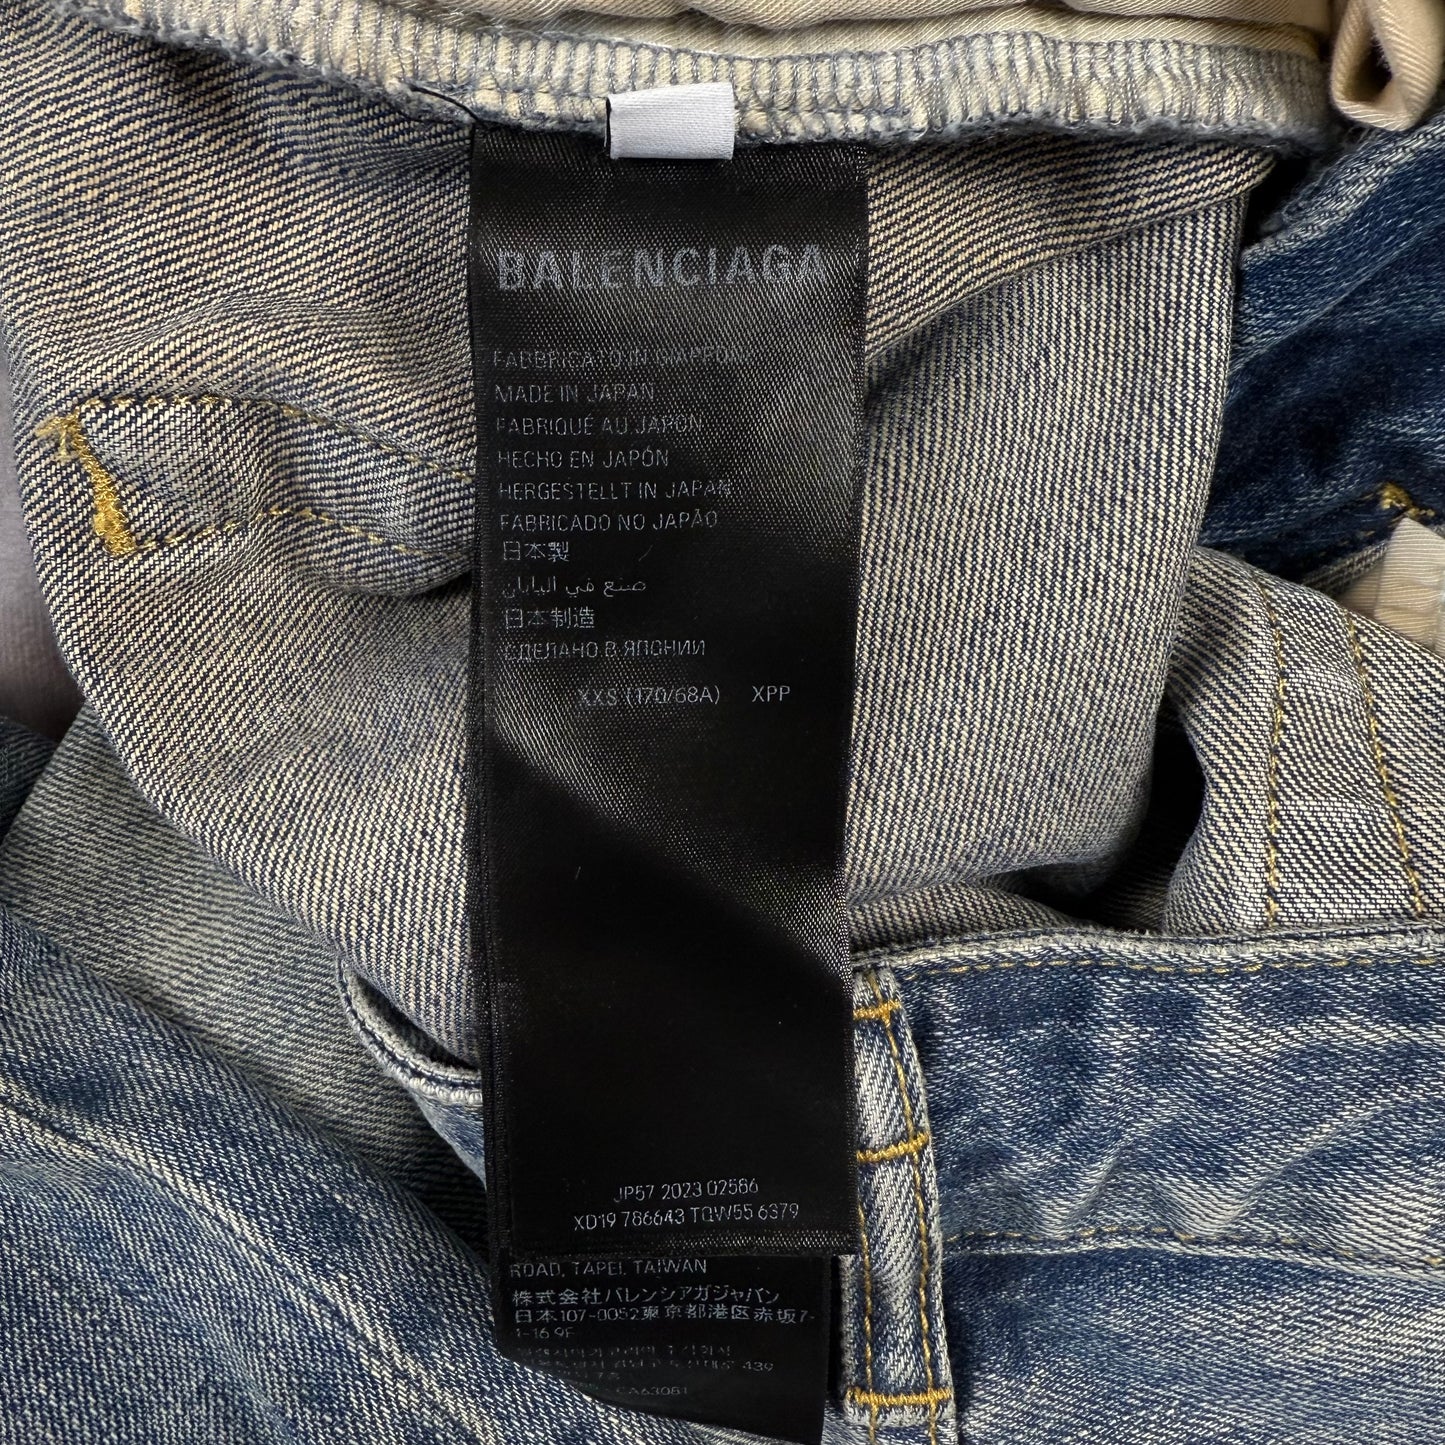 BALENCIAGA
FABBRICATO IN GIAPPONE
MADE IN JAPAN
FABRIQUÉ AU JAPON
HECHO EN JAPÓN
HERGESTELLT IN JAPAN
FABRICADO NO JAPÃO
日本製
صنع في اليابان
日本制造
СДЕЛАНО В ЯПОНИИ
XXS (170/68A) XPP
JP57 2023 02586
XD19 786643 TQW55 6379
ROAD, TAPEI, TAIWAN
株式会社バレンシアガジャパン
日本107-0052東京都港区赤坂7-
1-16 9F
439
CA63081